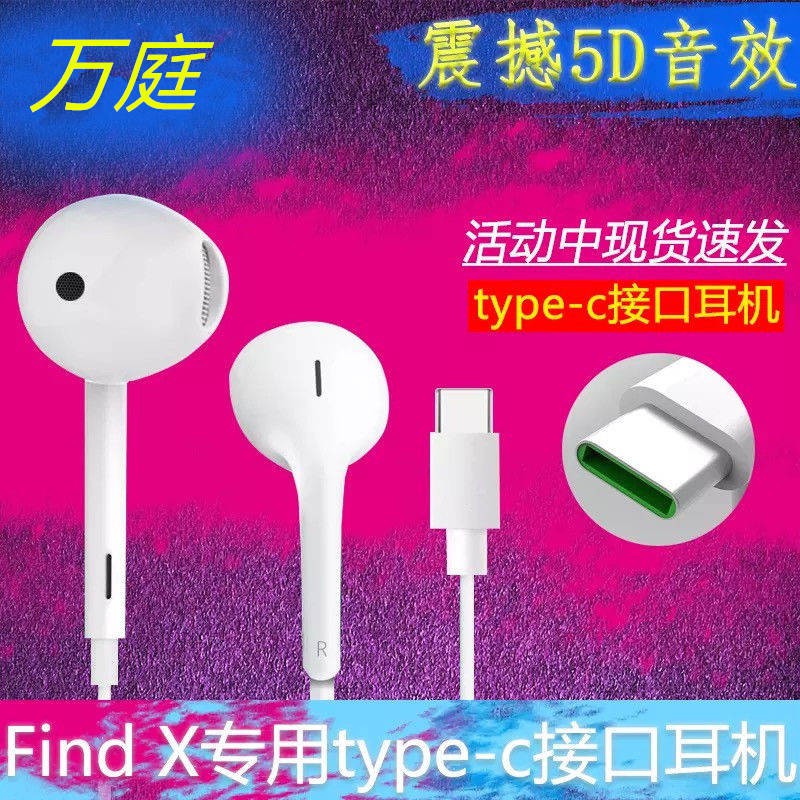 万庭
震撼5D音效
活动中现货速发
type-c接口耳机
R
Find X专用type-c接口耳机